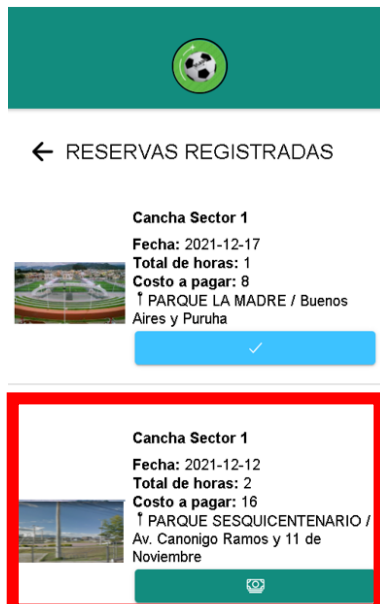 RESERVAS REGISTRADAS
Cancha Sector 1
Fecha: 2021-12-17
Total de horas: 1
Costo a pagar: 8
PARQUE LA MADRE / Buenos
Aires y Puruha
Cancha Sector 1
Fecha: 2021-12-12
Total de horas: 2
Costo a pagar: 16
PARQUE SESQUICENTENARIO /
Av. Canonigo Ramos y 11 de
Noviembre